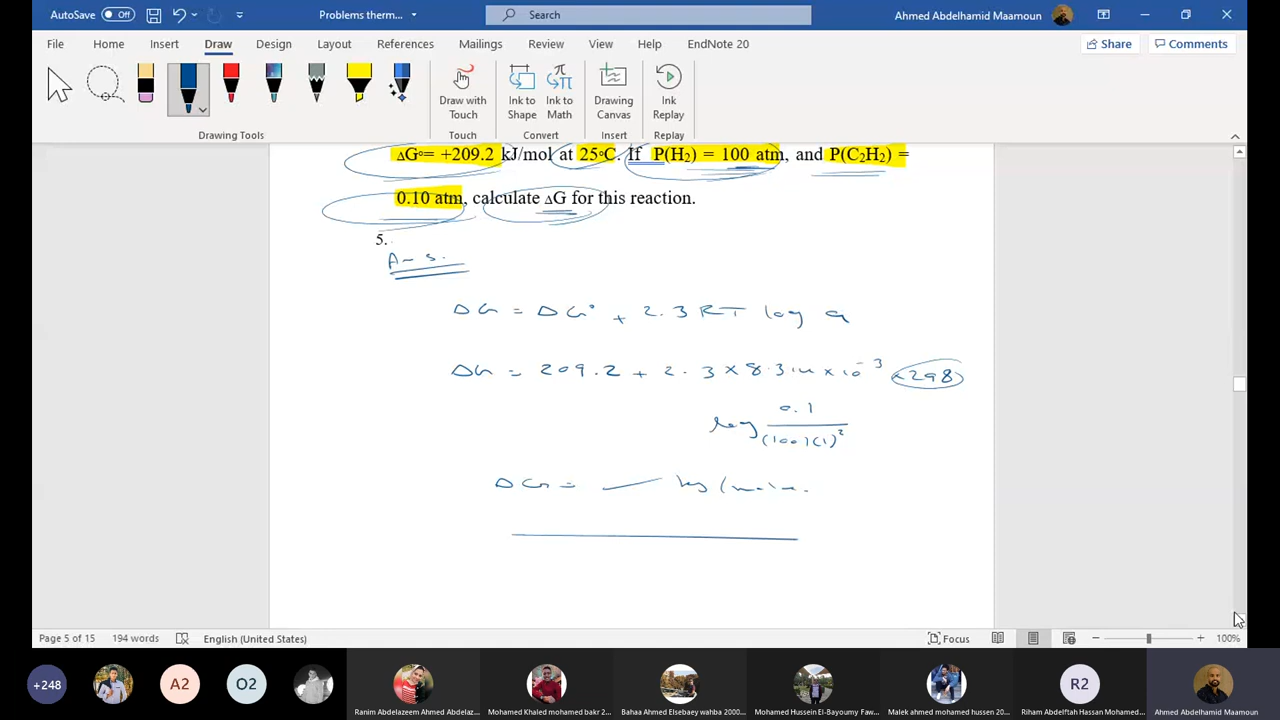 AutoSave Off Problems therm... Search Ahmed Abdelhamid Maamoun
File Home Insert Draw Design Layout References Mailings Review View Help EndNote 20 Share Comments
Draw with Touch Ink to Shape Ink to Math Drawing Canvas Ink Replay
Drawing Tools Touch Convert Insert Replay
ΔG°= +209.2 kJ/mol at 25°C. If P(H₂) = 100 atm, and P(C₂H₂) =
0.10 atm, calculate ΔG for this reaction.
5.
Ans.
ΔG = ΔG° + 2.3 RT log Q
ΔG = 209.2 + 2.3 × 8.314 × 10⁻³ ×298
log 0.1
(100)(1)²
ΔG =
Page 5 of 15 194 words English (United States) Focus 100%
+248 A2 O2 R2
Ranim Abdelazeem Ahmed Abdelaz... Mohamed Khaled mohamed bakr 2... Bahaa Ahmed Elsebaey wahba 2000... Mohamed Hussein El-Bayoumy Faw... Malek ahmed mohamed hussen 20... Riham Abdelftah Hassan Mohamed... Ahmed Abdelhamid Maamoun